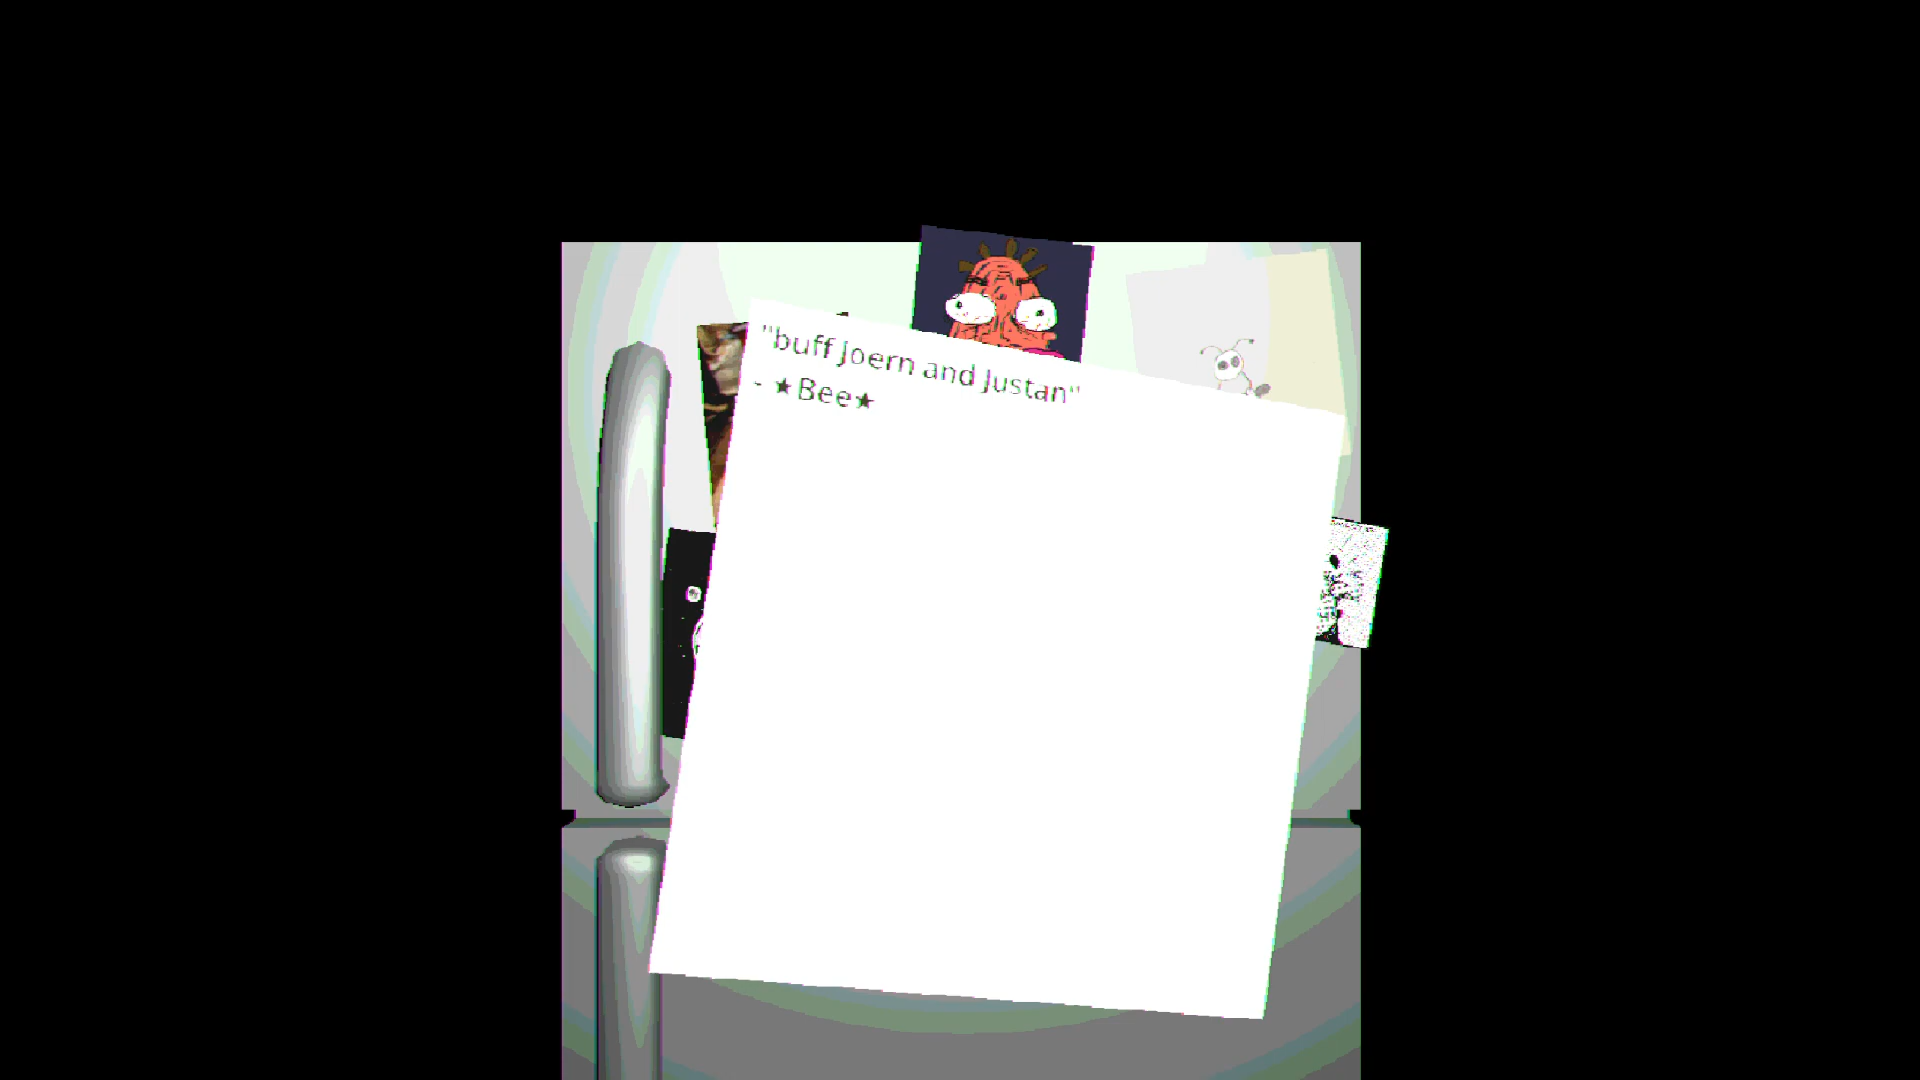 "buff Joern and Justan"
- ★Bee★